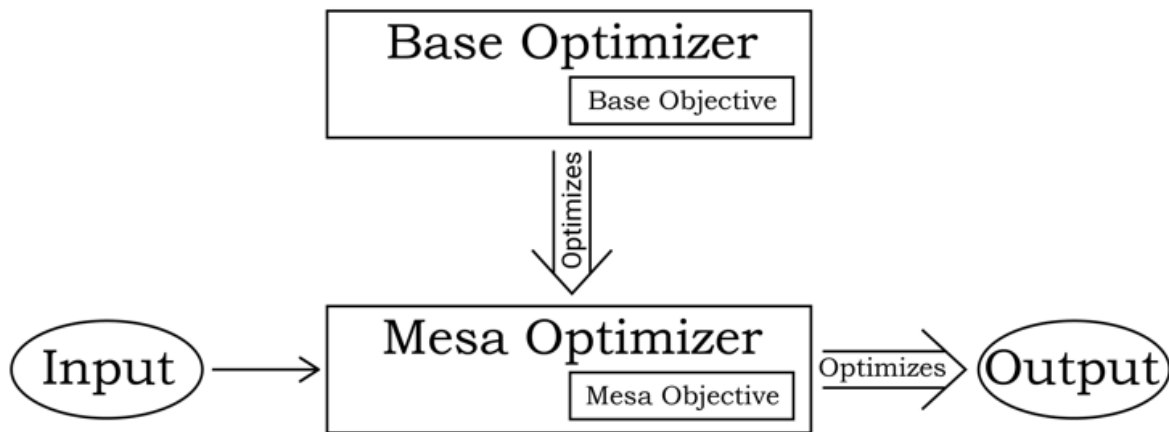 Base Optimizer
Base Objective
Optimizes
Mesa Optimizer
Input
Optimizes
Output
Mesa Objective